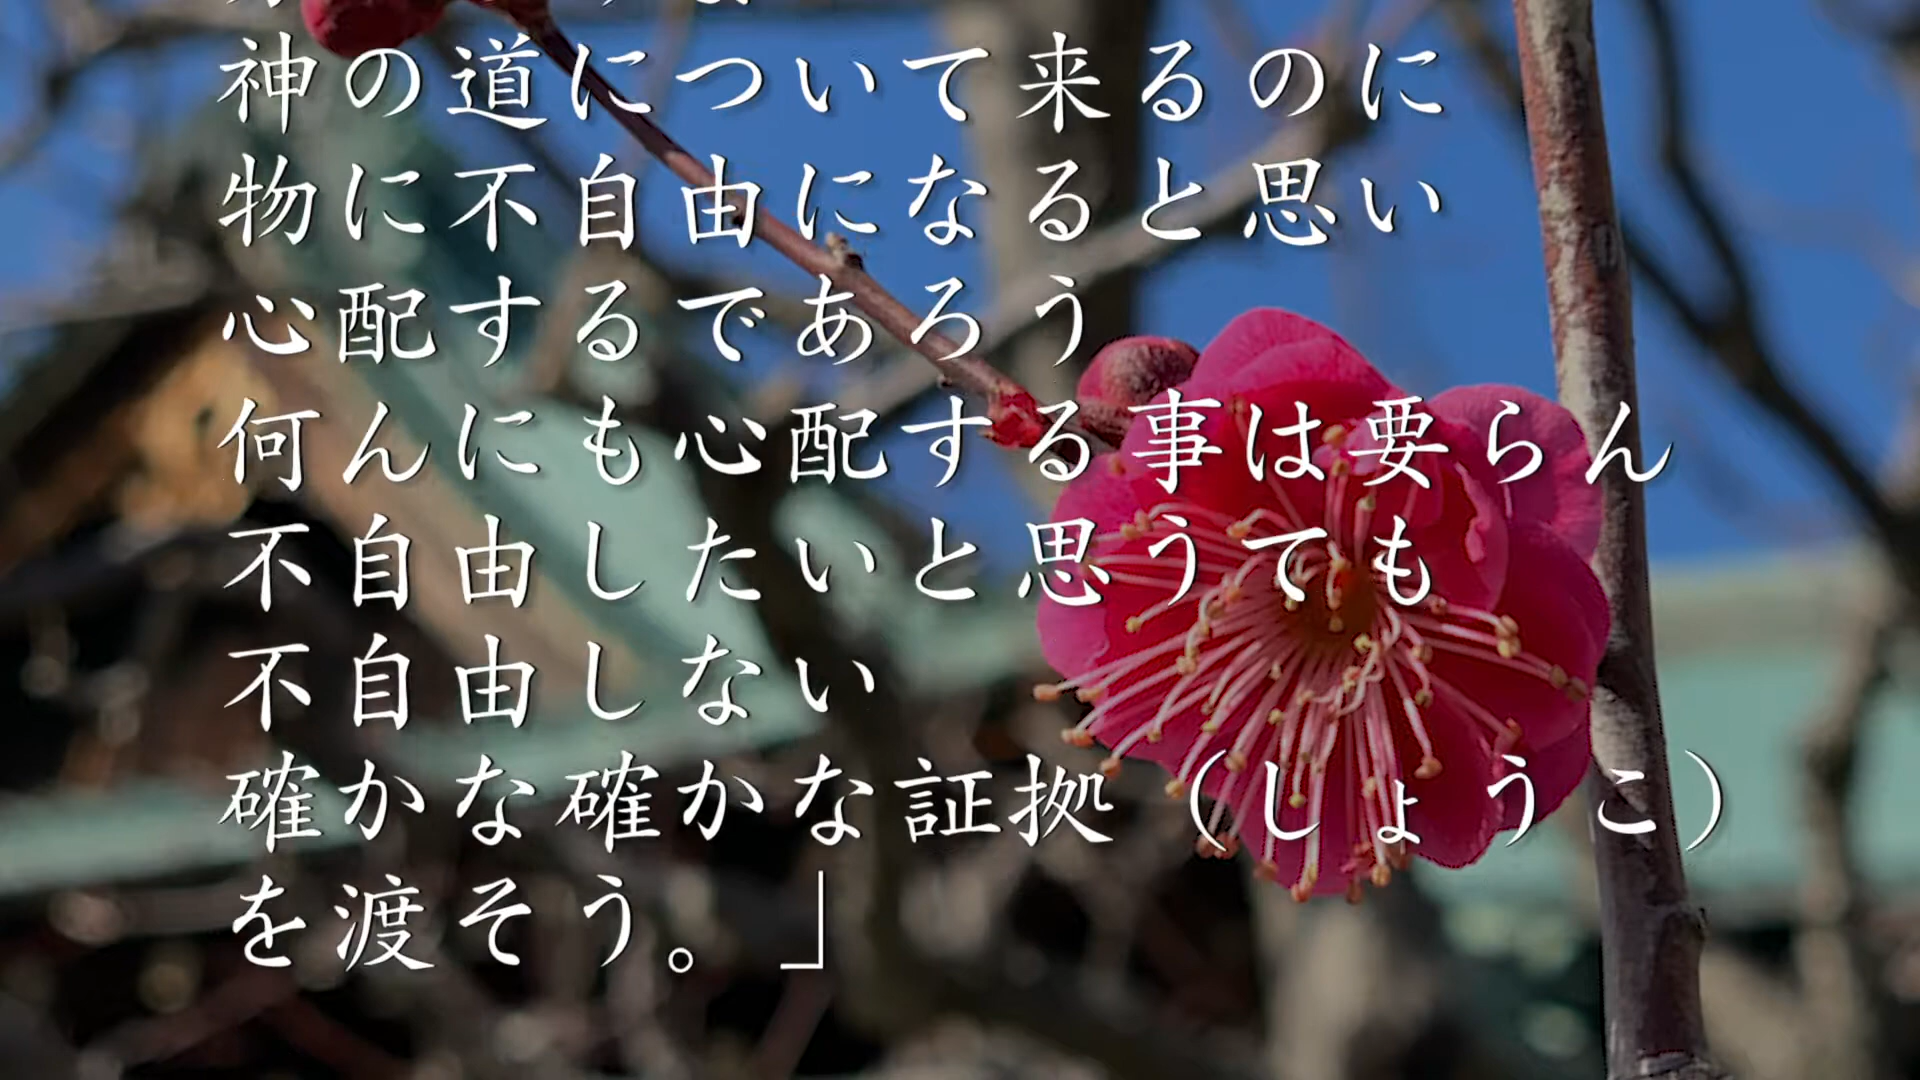 神の道について来るのに
物に不自由になると思い
心配するであろう
何んにも心配する事は要らん
不自由したいと思うても
不自由しない
確かな確かな証拠（しょうこ）
を渡そう。」